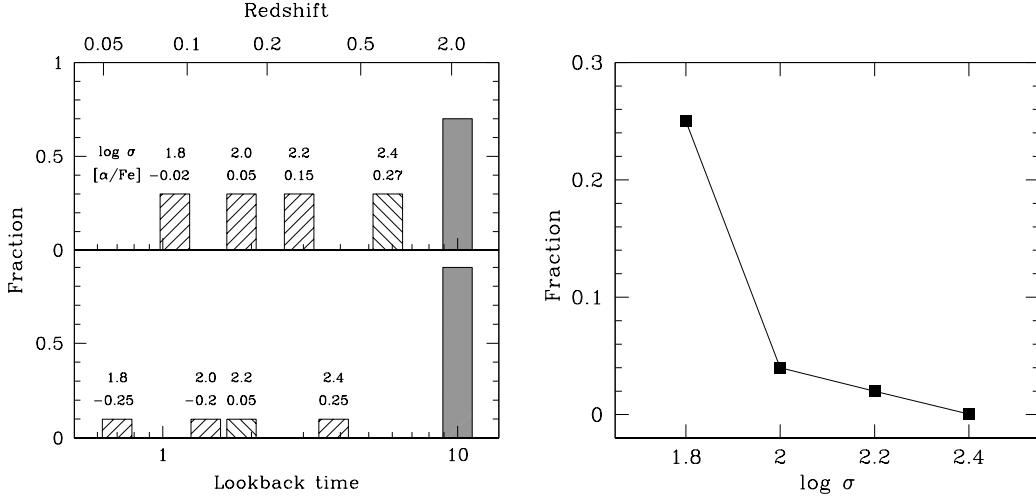 Redshift
0.05 0.1 0.2 0.5 2.0
1
0.5
0
log σ 1.8 2.0 2.2 2.4
[α/Fe] −0.02 0.05 0.15 0.27
Fraction
0.5
0
1.8 2.0 2.2 2.4
−0.25 −0.2 0.05 0.25
1 10
Lookback time
0.3
0.2
0.1
0
Fraction
1.8 2 2.2 2.4
log σ